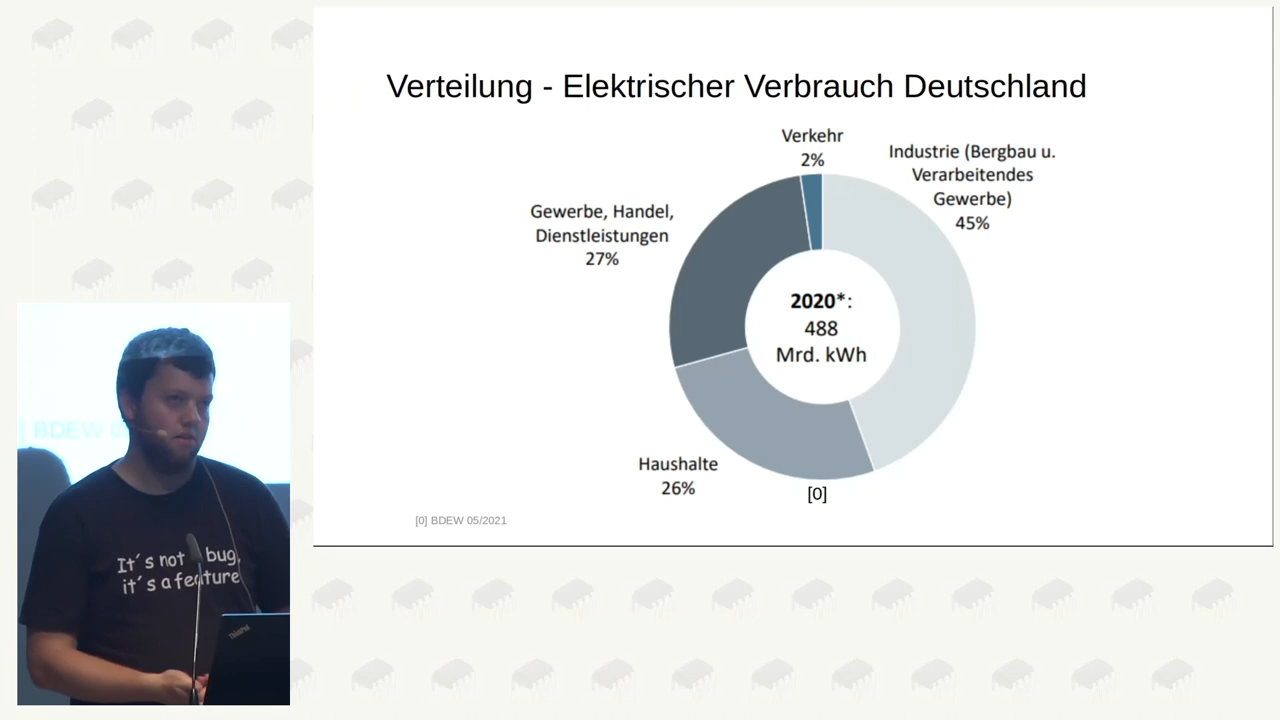 Verteilung - Elektrischer Verbrauch Deutschland
Verkehr
2%
Industrie (Bergbau u.
Verarbeitendes
Gewerbe)
45%
Gewerbe, Handel,
Dienstleistungen
27%
2020*:
488
Mrd. kWh
Haushalte
26%
[0]
[0] BDEW 05/2021
] BDEW
It´s not bug,
it´s a feature
ThinkPad